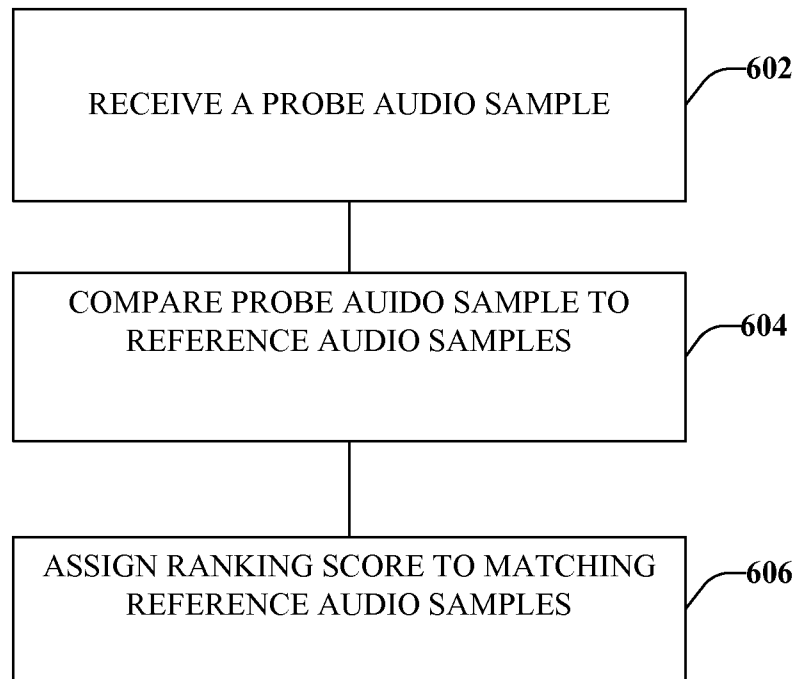 RECEIVE A PROBE AUDIO SAMPLE
602
COMPARE PROBE AUIDO SAMPLE TO
REFERENCE AUDIO SAMPLES
604
ASSIGN RANKING SCORE TO MATCHING
REFERENCE AUDIO SAMPLES
606